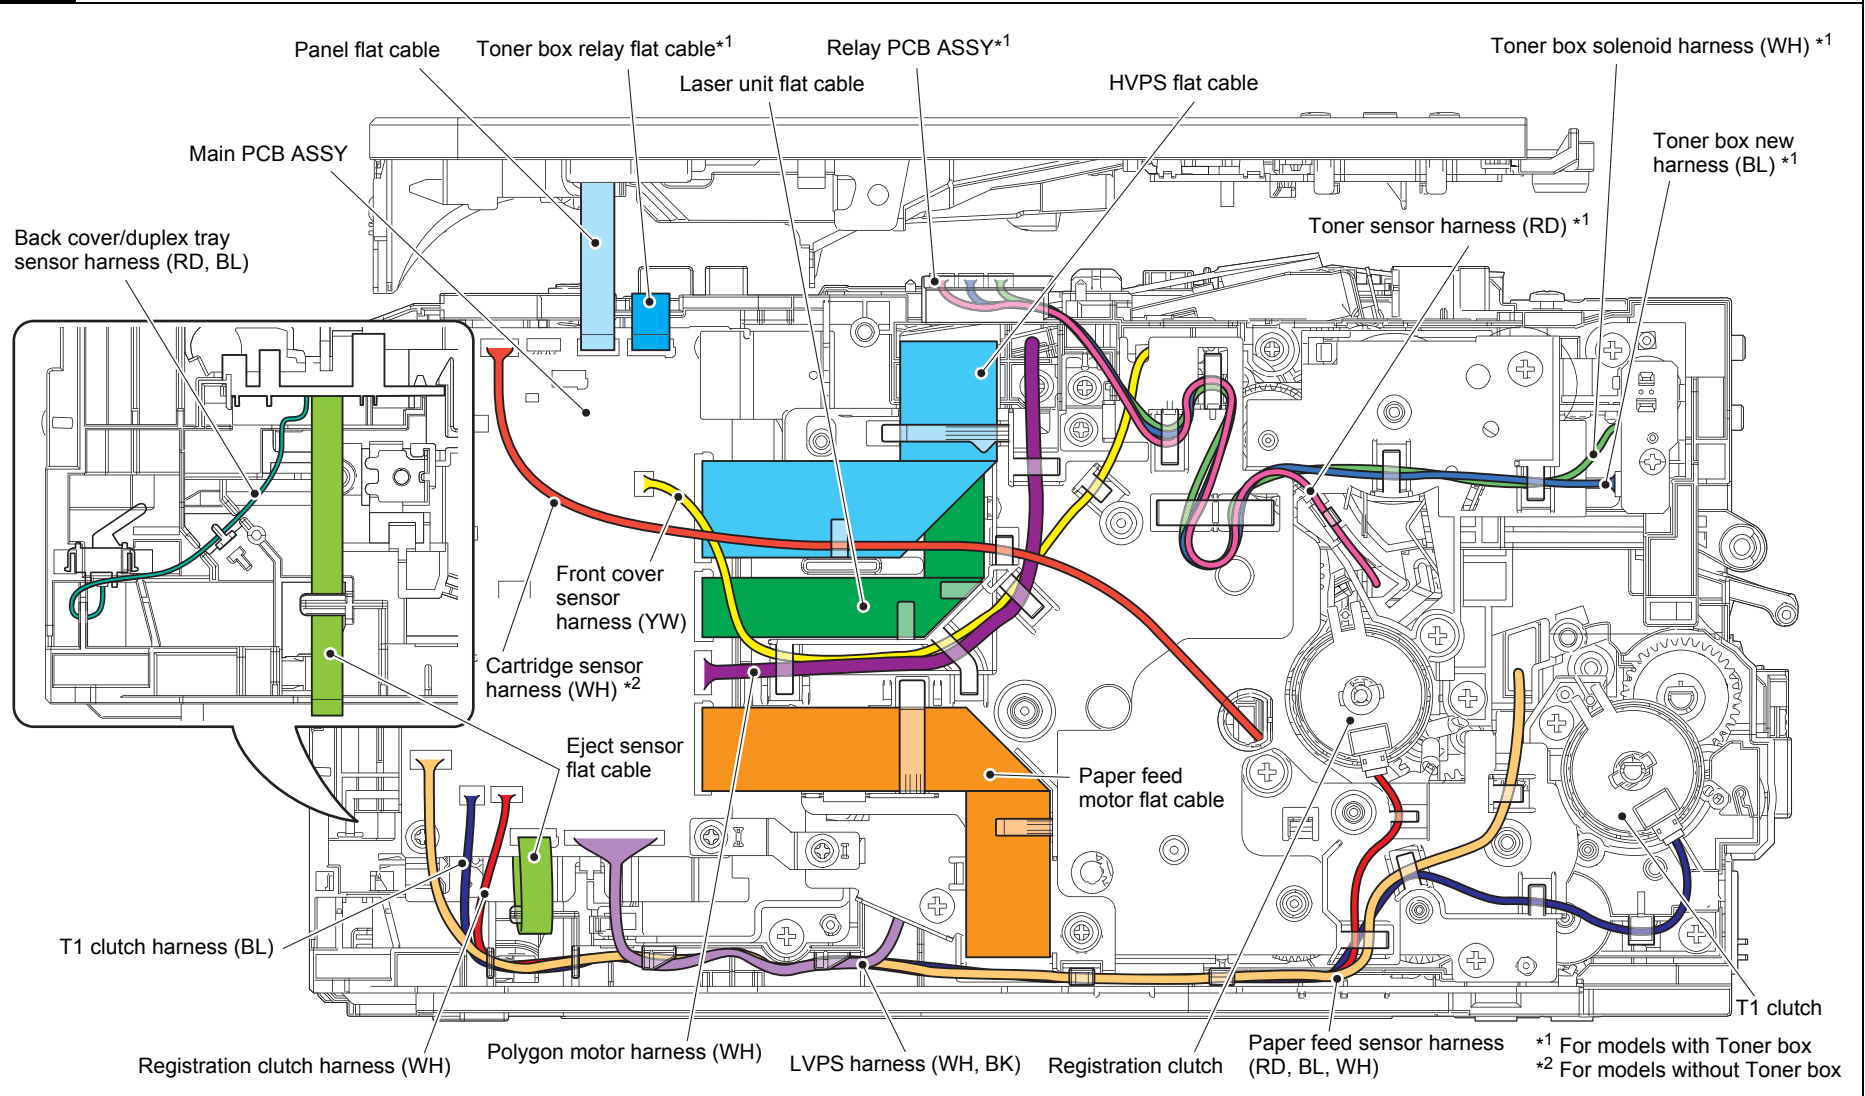 Panel flat cable
Toner box relay flat cable*1
Relay PCB ASSY*1
Toner box solenoid harness (WH) *1
Laser unit flat cable
HVPS flat cable
Main PCB ASSY
Toner box new
harness (BL) *1
Back cover/duplex tray
sensor harness (RD, BL)
Toner sensor harness (RD) *1
Front cover
sensor
harness (YW)
Cartridge sensor
harness (WH) *2
Eject sensor
flat cable
Paper feed
motor flat cable
T1 clutch harness (BL)
T1 clutch
Registration clutch harness (WH)
Polygon motor harness (WH)
LVPS harness (WH, BK)
Registration clutch
Paper feed sensor harness
(RD, BL, WH)
*1 For models with Toner box
*2 For models without Toner box